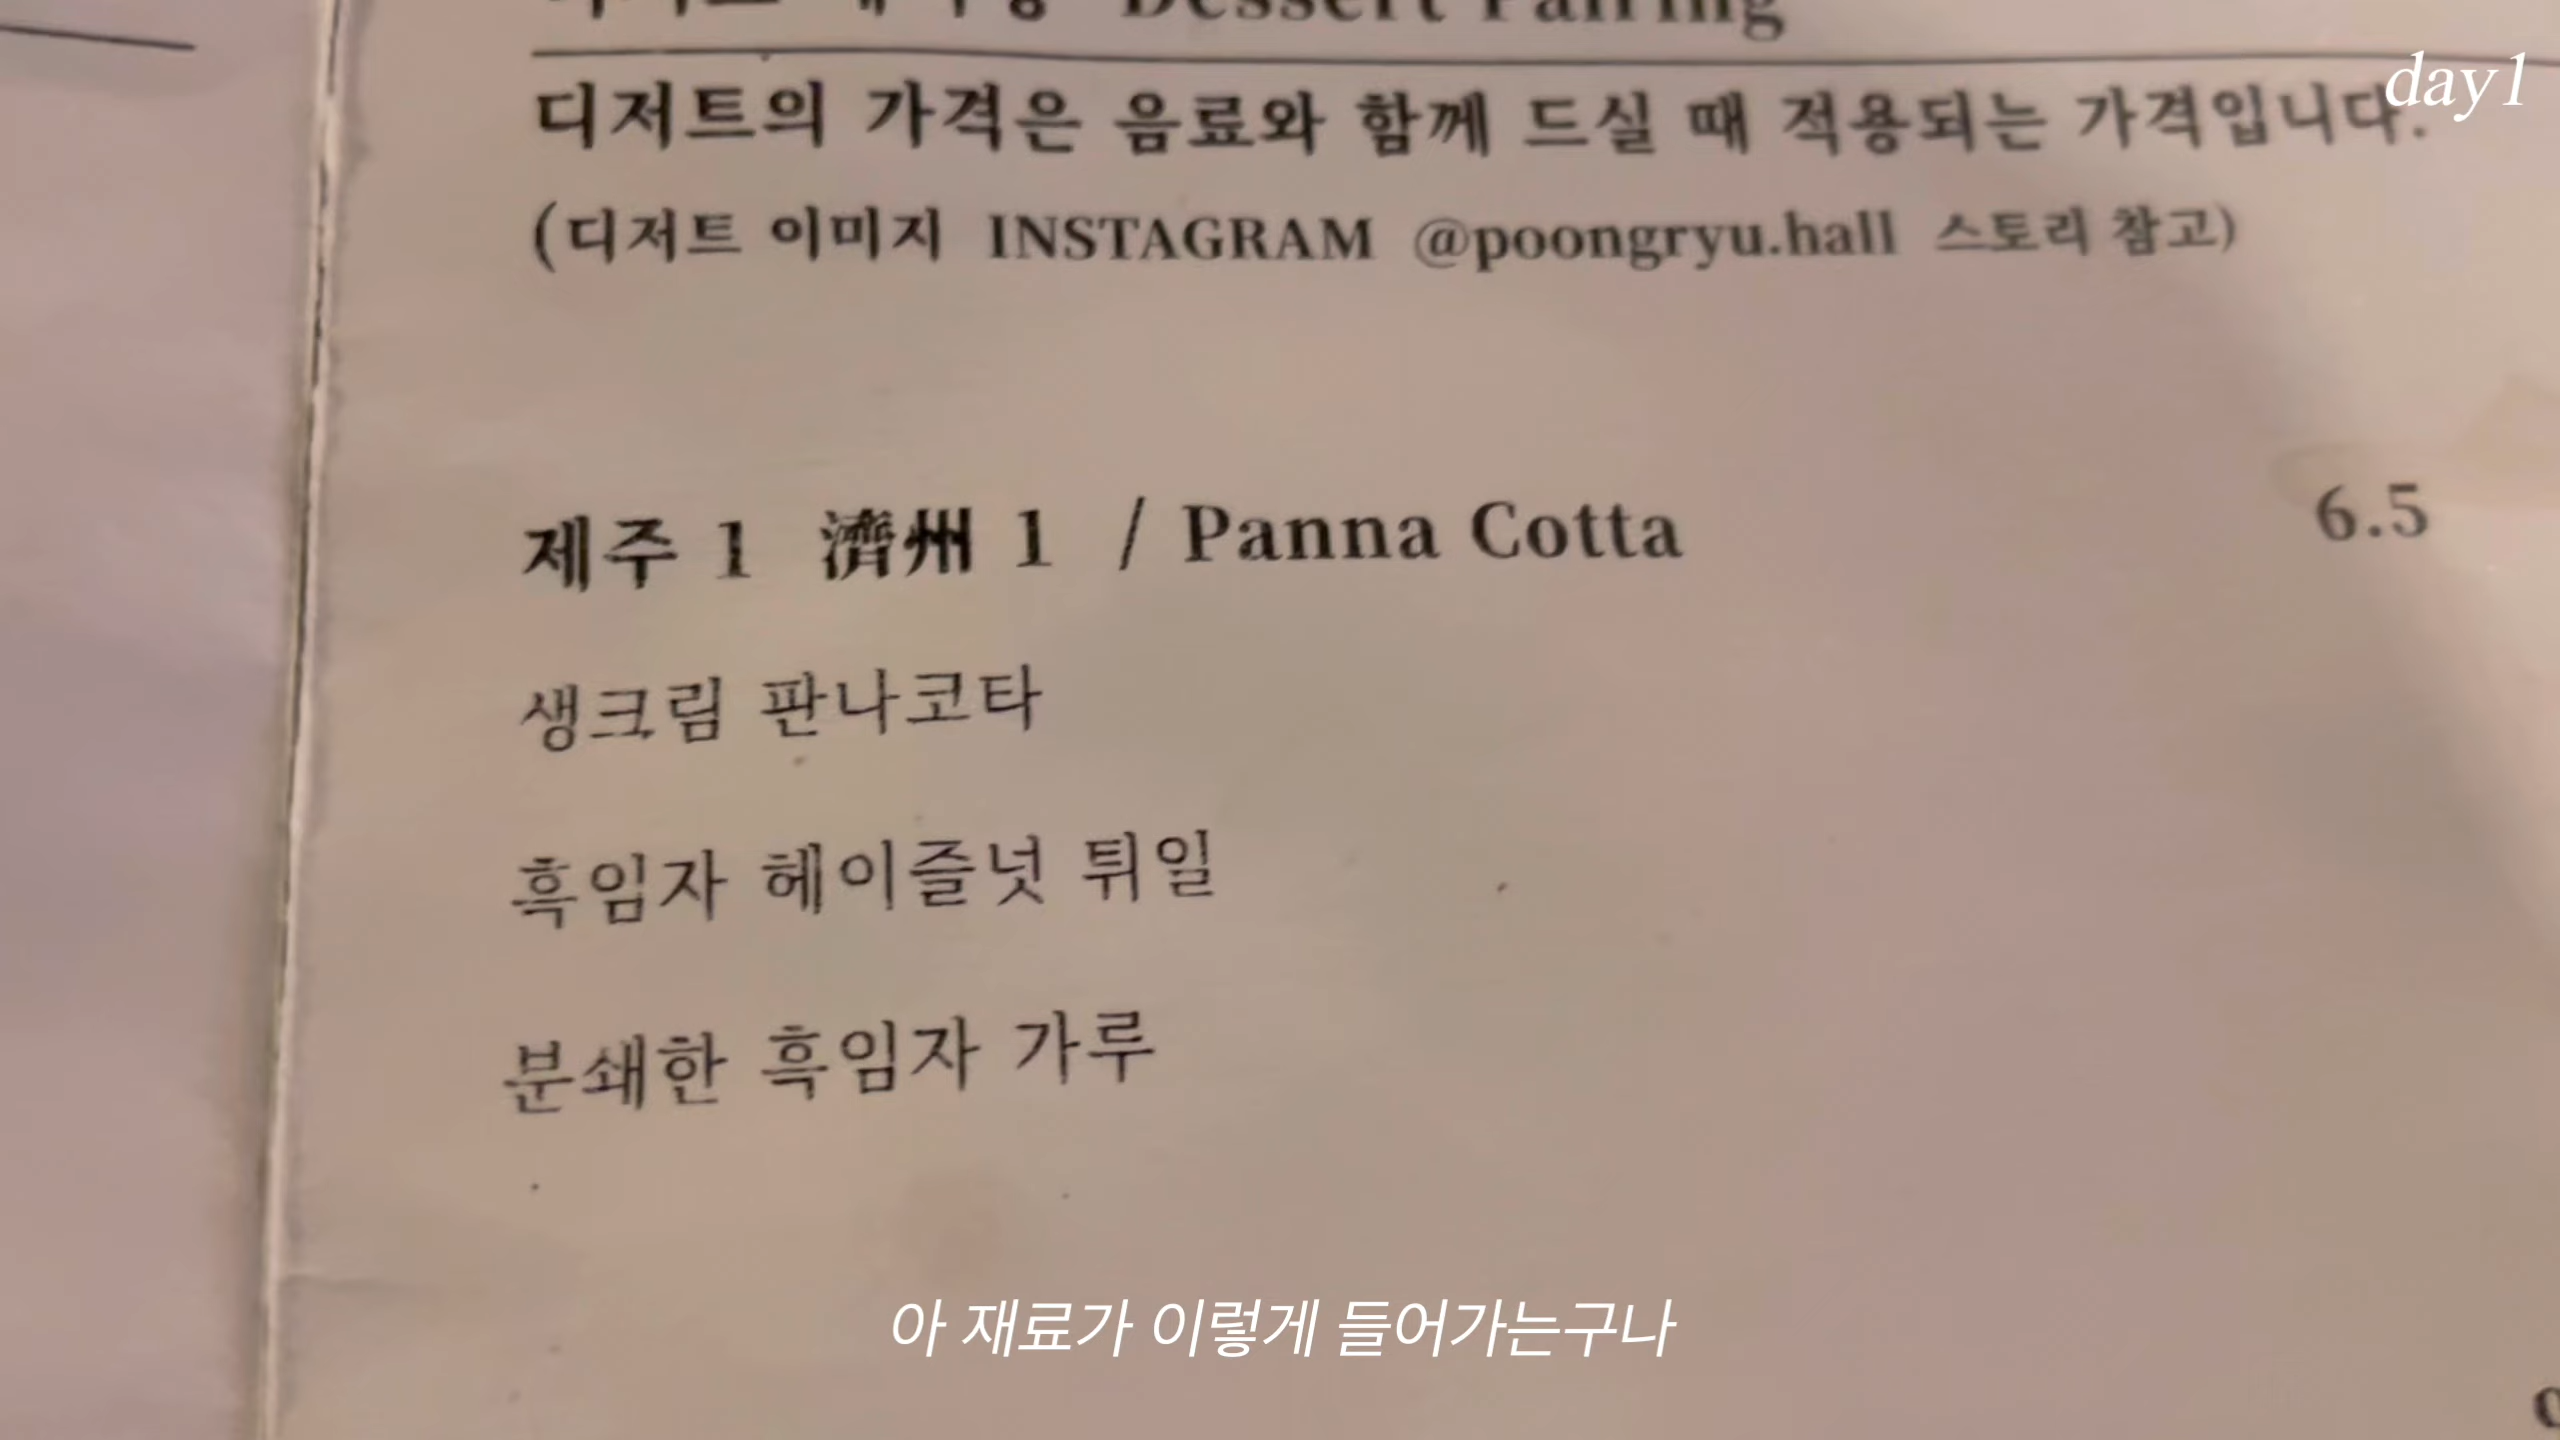 Dessert Pairing
day1
디저트의 가격은 음료와 함께 드실 때 적용되는 가격입니다.
(디저트 이미지 INSTAGRAM @poongryu.hall 스토리 참고)
제주 1 濟州 1 / Panna Cotta 6.5
생크림 판나코타
흑임자 헤이즐넛 튀일
분쇄한 흑임자 가루
아 재료가 이렇게 들어가는구나